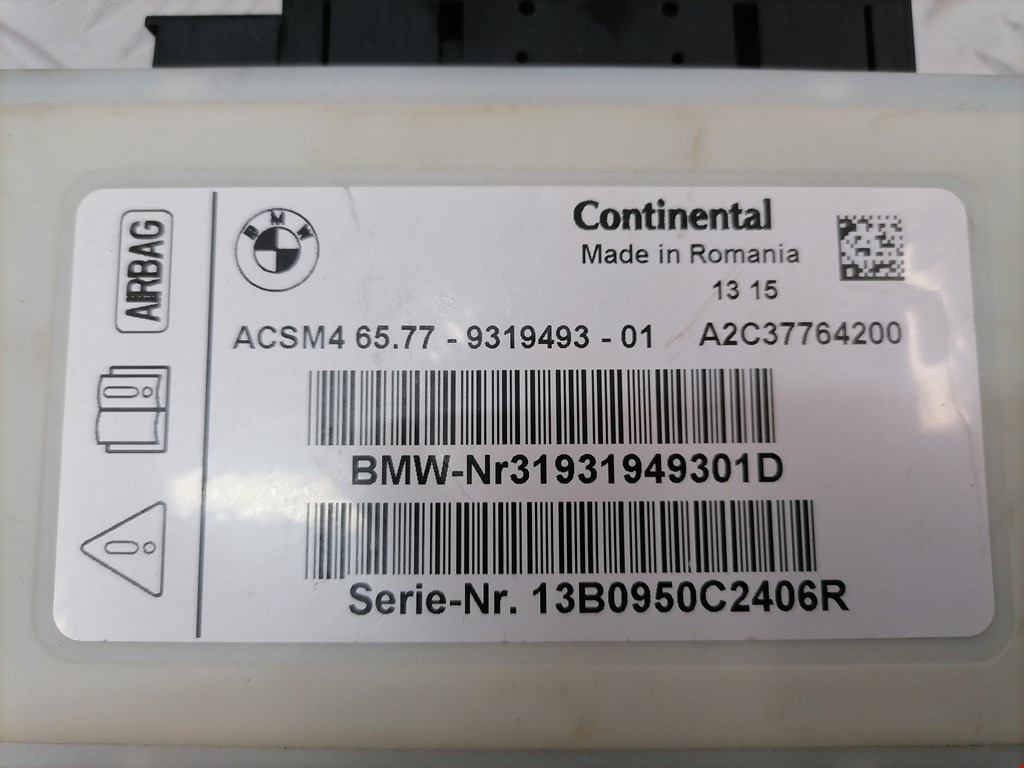 AIRBAG
BMW
Continental
Made in Romania
13 15
ACSM4 65.77 - 9319493 - 01 A2C37764200
BMW-Nr31931949301D
Serie-Nr. 13B0950C2406R